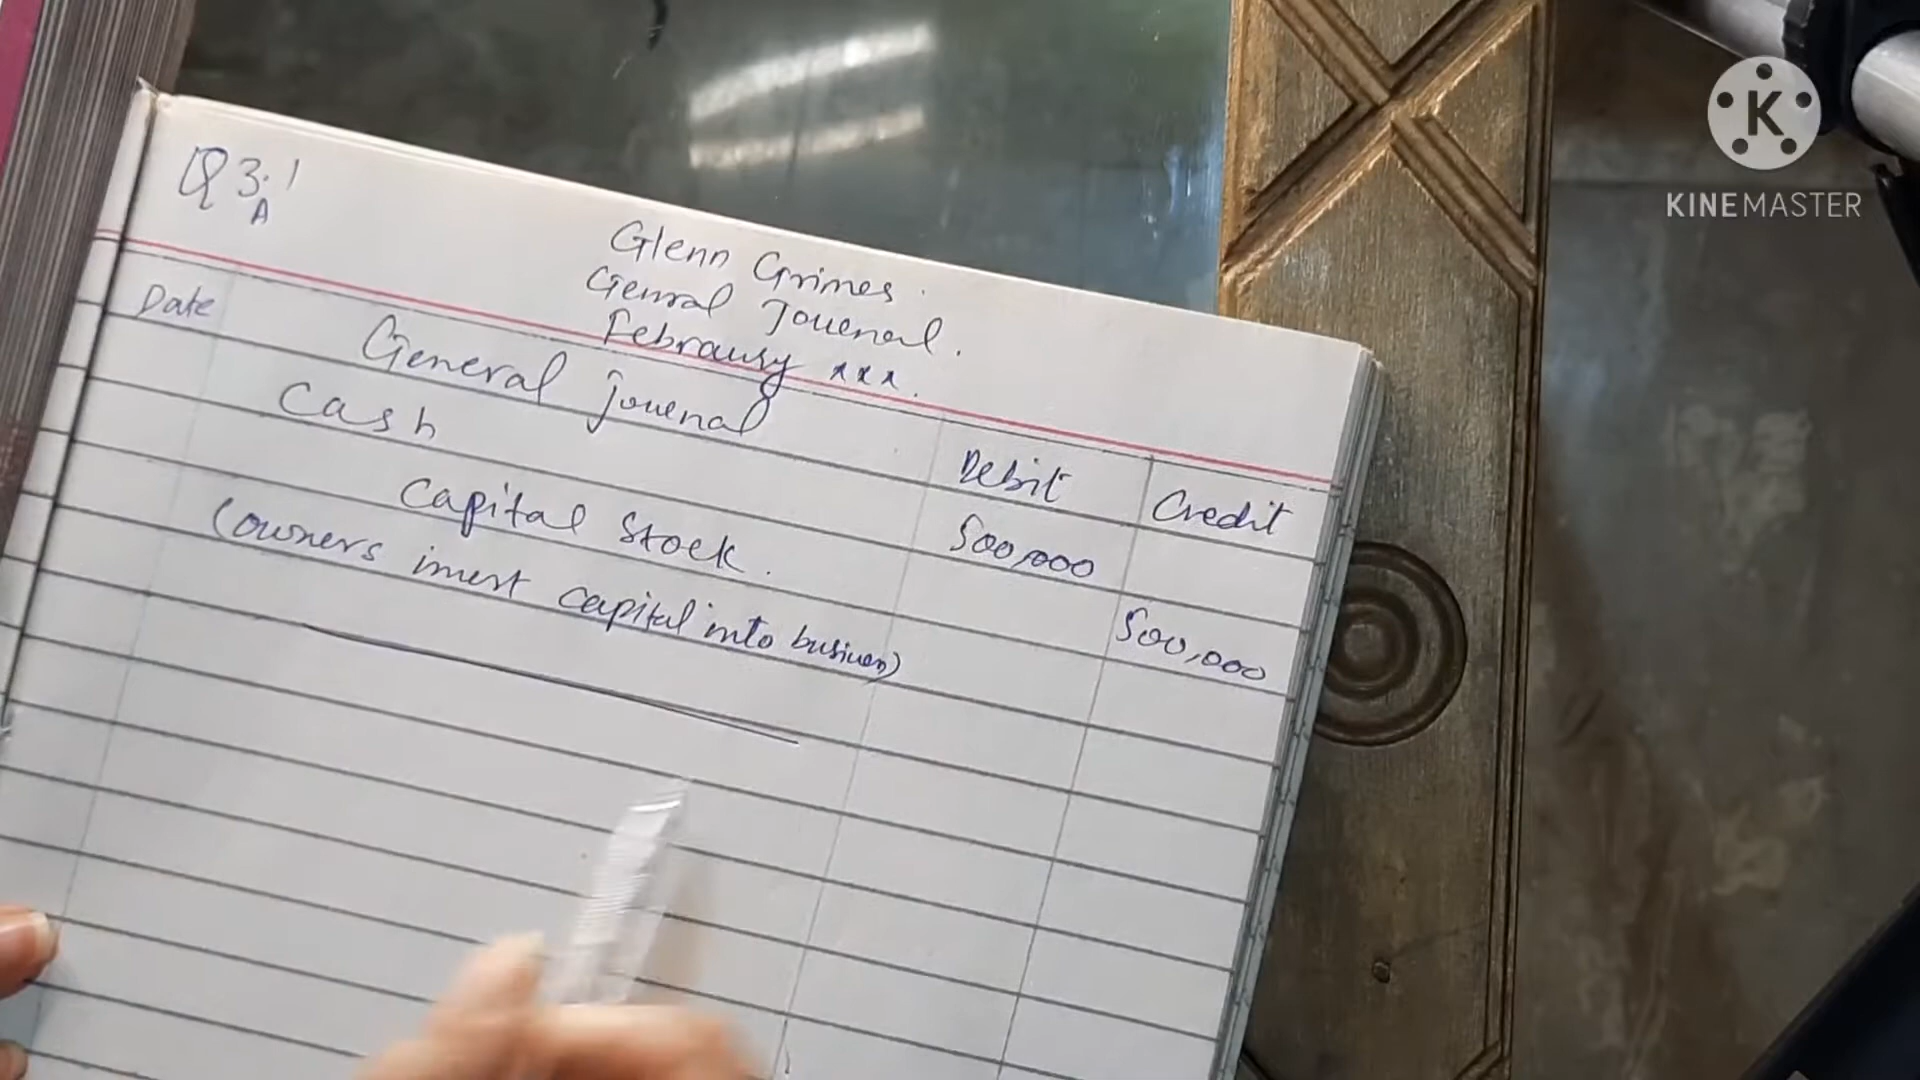 Q 3.1
A
Glenn Grimes.
Genral Jouenal.
Febrausy xxx.
Date
General jouenal
Debit
Credit
Cash
500,000
Capital Stock.
500,000
(owners invest capital into business)
K
KINEMASTER